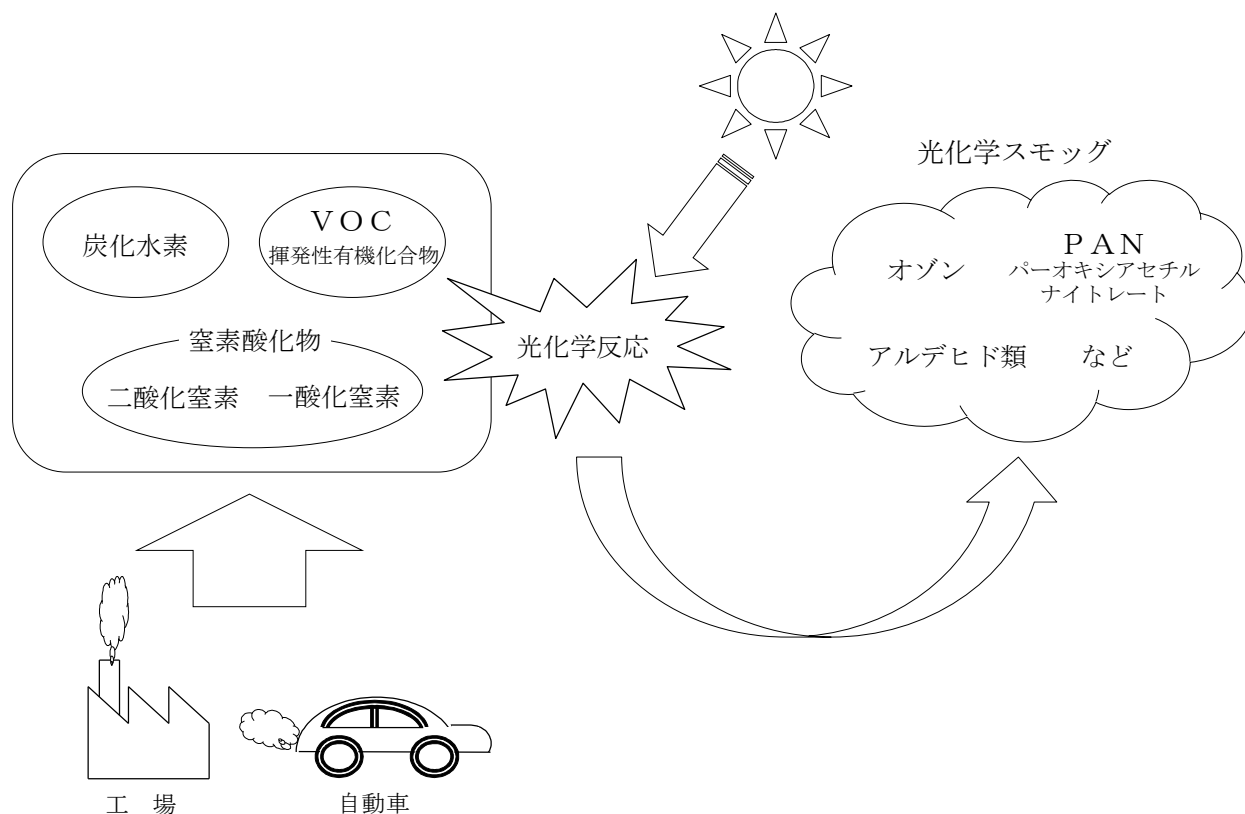 光化学スモッグ
炭化水素
ＶＯＣ
揮発性有機化合物
窒素酸化物
二酸化窒素 一酸化窒素
光化学反応
オゾン
ＰＡＮ
パーオキシアセチル
ナイトレート
アルデヒド類 など
工 場
自動車